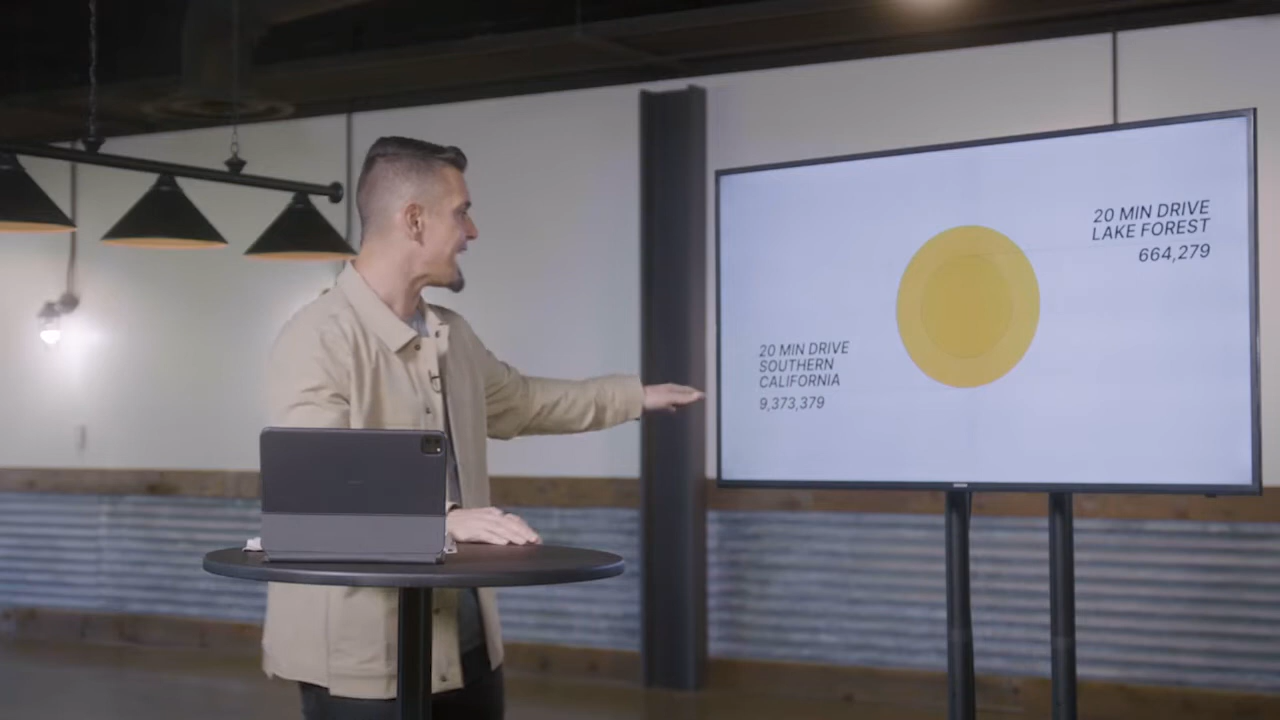 20 MIN DRIVE
LAKE FOREST
664,279
20 MIN DRIVE
SOUTHERN
CALIFORNIA
9,373,379